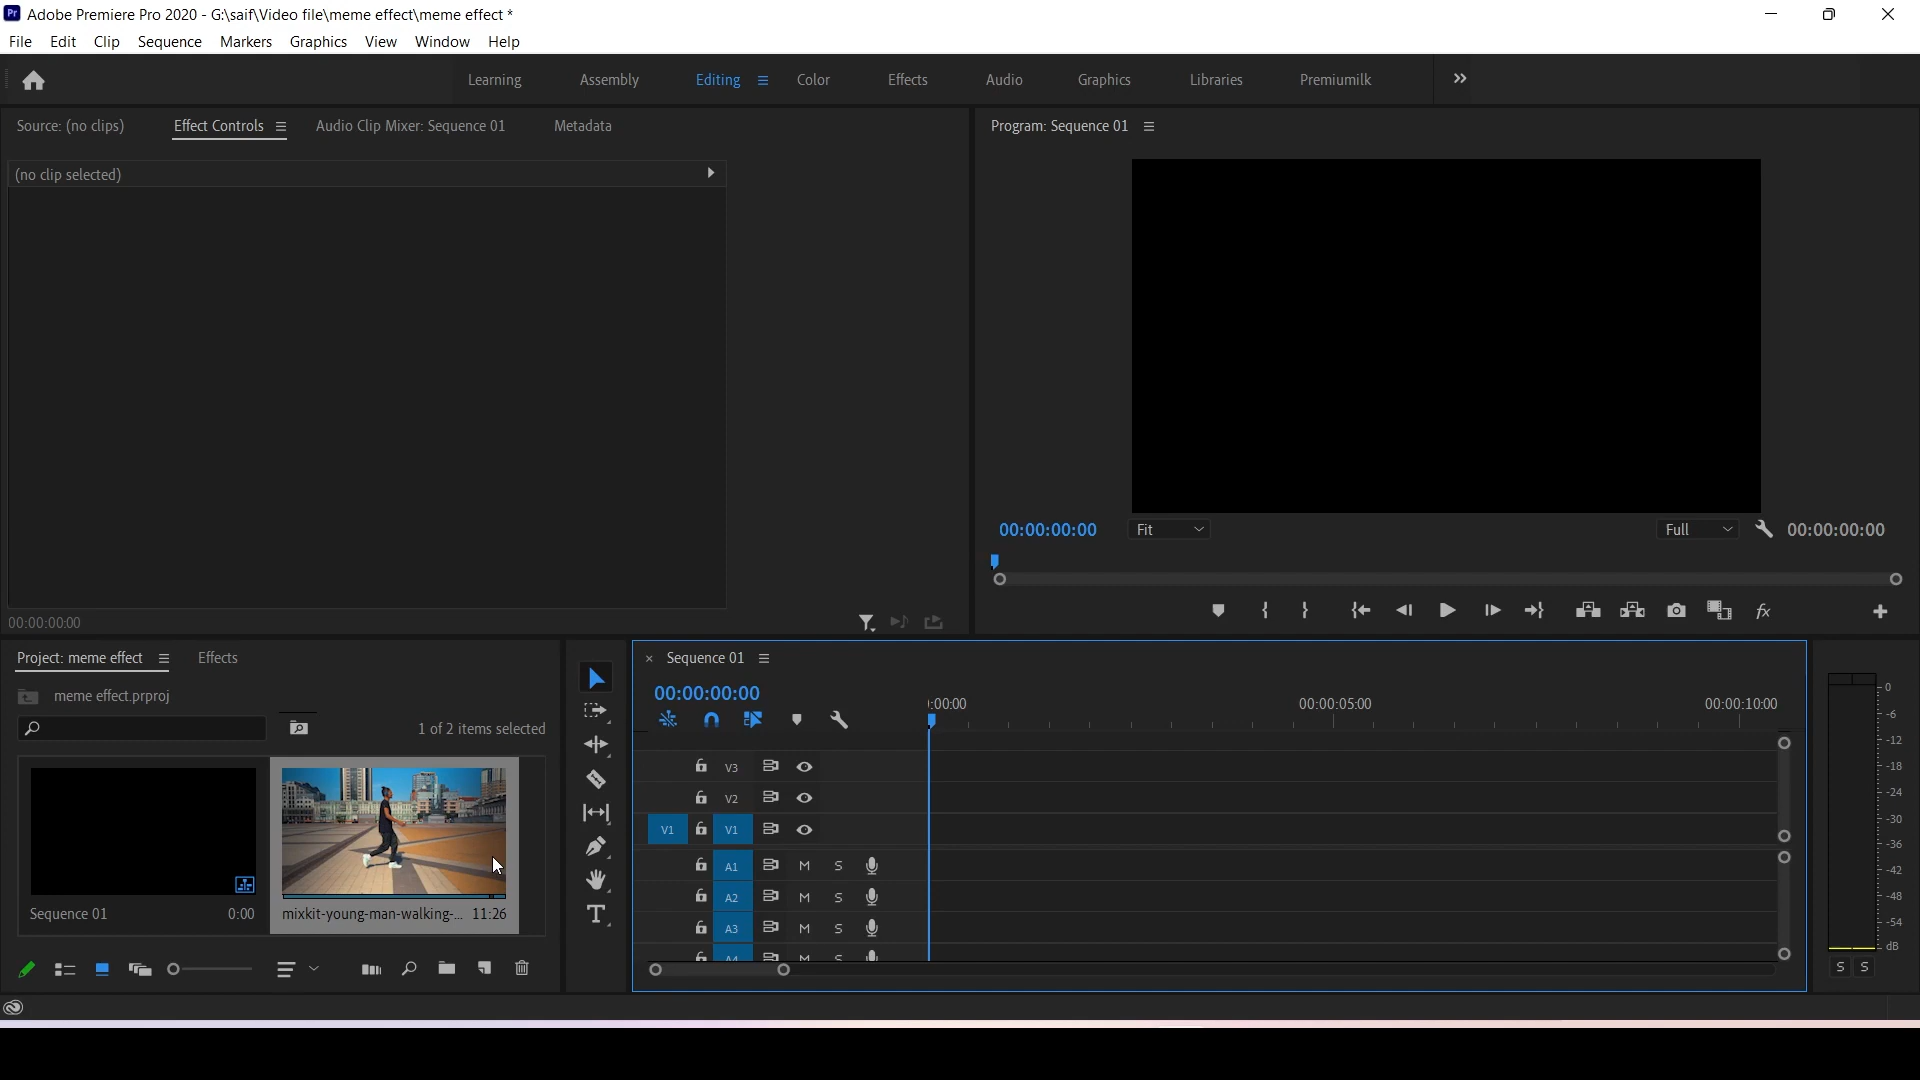 Pr Adobe Premiere Pro 2020 - G:\saif\Video file\meme effect\meme effect *
File Edit Clip Sequence Markers Graphics View Window Help
Learning Assembly Editing Color Effects Audio Graphics Libraries Premiumilk
Source: (no clips) Effect Controls Audio Clip Mixer: Sequence 01 Metadata
Program: Sequence 01
(no clip selected)
00:00:00:00 Fit Full 00:00:00:00
00:00:00:00
Project: meme effect Effects
meme effect.prproj
1 of 2 items selected
Sequence 01 0:00
mixkit-young-man-walking-... 11:26
T
× Sequence 01
00:00:00:00
:00:00 00:00:05:00 00:00:10:00
V3
V2
V1 V1
A1 M S
A2 M S
A3 M S
A4 M S
0
-6
-12
-18
-24
-30
-36
-42
-48
-54
dB
S S